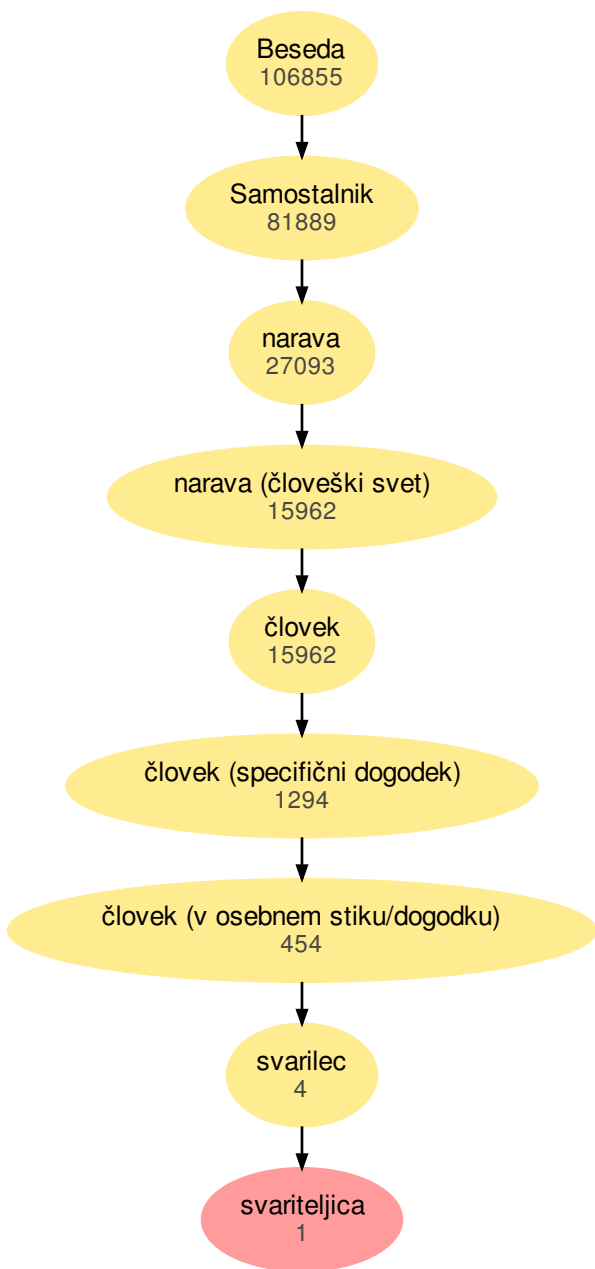 Beseda
106855
Samostalnik
81889
narava
27093
narava (človeški svet)
15962
človek
15962
človek (specifični dogodek)
1294
človek (v osebnem stiku/dogodku)
454
svarilec
4
svariteljica
1